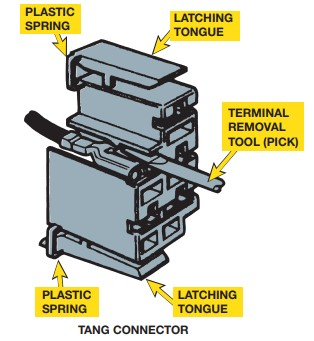 PLASTIC
SPRING
LATCHING
TONGUE
TERMINAL
REMOVAL
TOOL (PICK)
PLASTIC
SPRING
LATCHING
TONGUE
TANG CONNECTOR